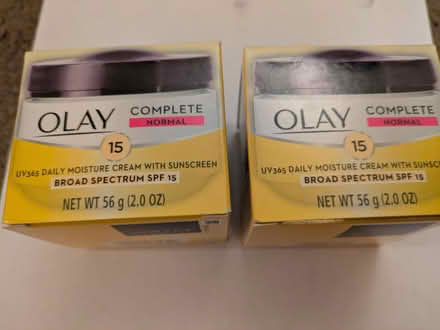 OLAY COMPLETE
NORMAL
15
UV365 DAILY MOISTURE CREAM WITH SUNSCREEN
BROAD SPECTRUM SPF 15
NET WT 56 g (2.0 OZ)
OLAY COMPLETE
NORMAL
15
UV365 DAILY MOISTURE CREAM WITH SUNSC
BROAD SPECTRUM SPF 15
NET WT 56 g (2.0 OZ)